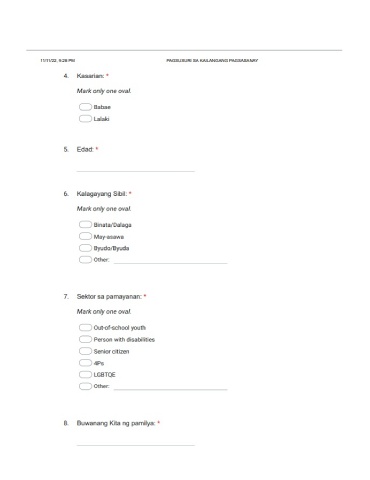 11/11/22, 4:28 PM PAGSUSURI SA KAILANGANG PAGSASANAY
4. Kasarian: *
Mark only one oval.
Babae
Lalaki
5. Edad: *
6. Kalagayang Sibil: *
Mark only one oval.
Binata/Dalaga
May-asawa
Byudo/Byuda
Other:
7. Sektor sa pamayanan: *
Mark only one oval.
Out-of-school youth
Person with disabilities
Senior citizen
4Ps
LGBTQE
Other:
8. Buwanang Kita ng pamilya: *